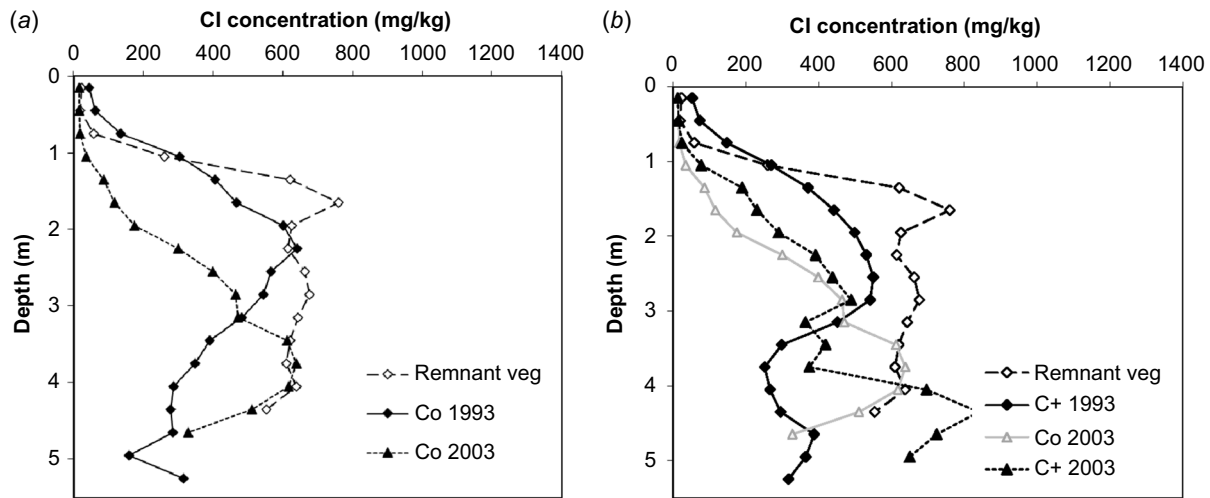 (a)
Cl concentration (mg/kg)
0 200 400 600 800 1000 1200 1400
0
1
2
3
4
5
Depth (m)
Remnant veg
Co 1993
Co 2003
(b)
Cl concentration (mg/kg)
0 200 400 600 800 1000 1200 1400
0
1
2
3
4
5
Depth (m)
Remnant veg
C+ 1993
Co 2003
C+ 2003